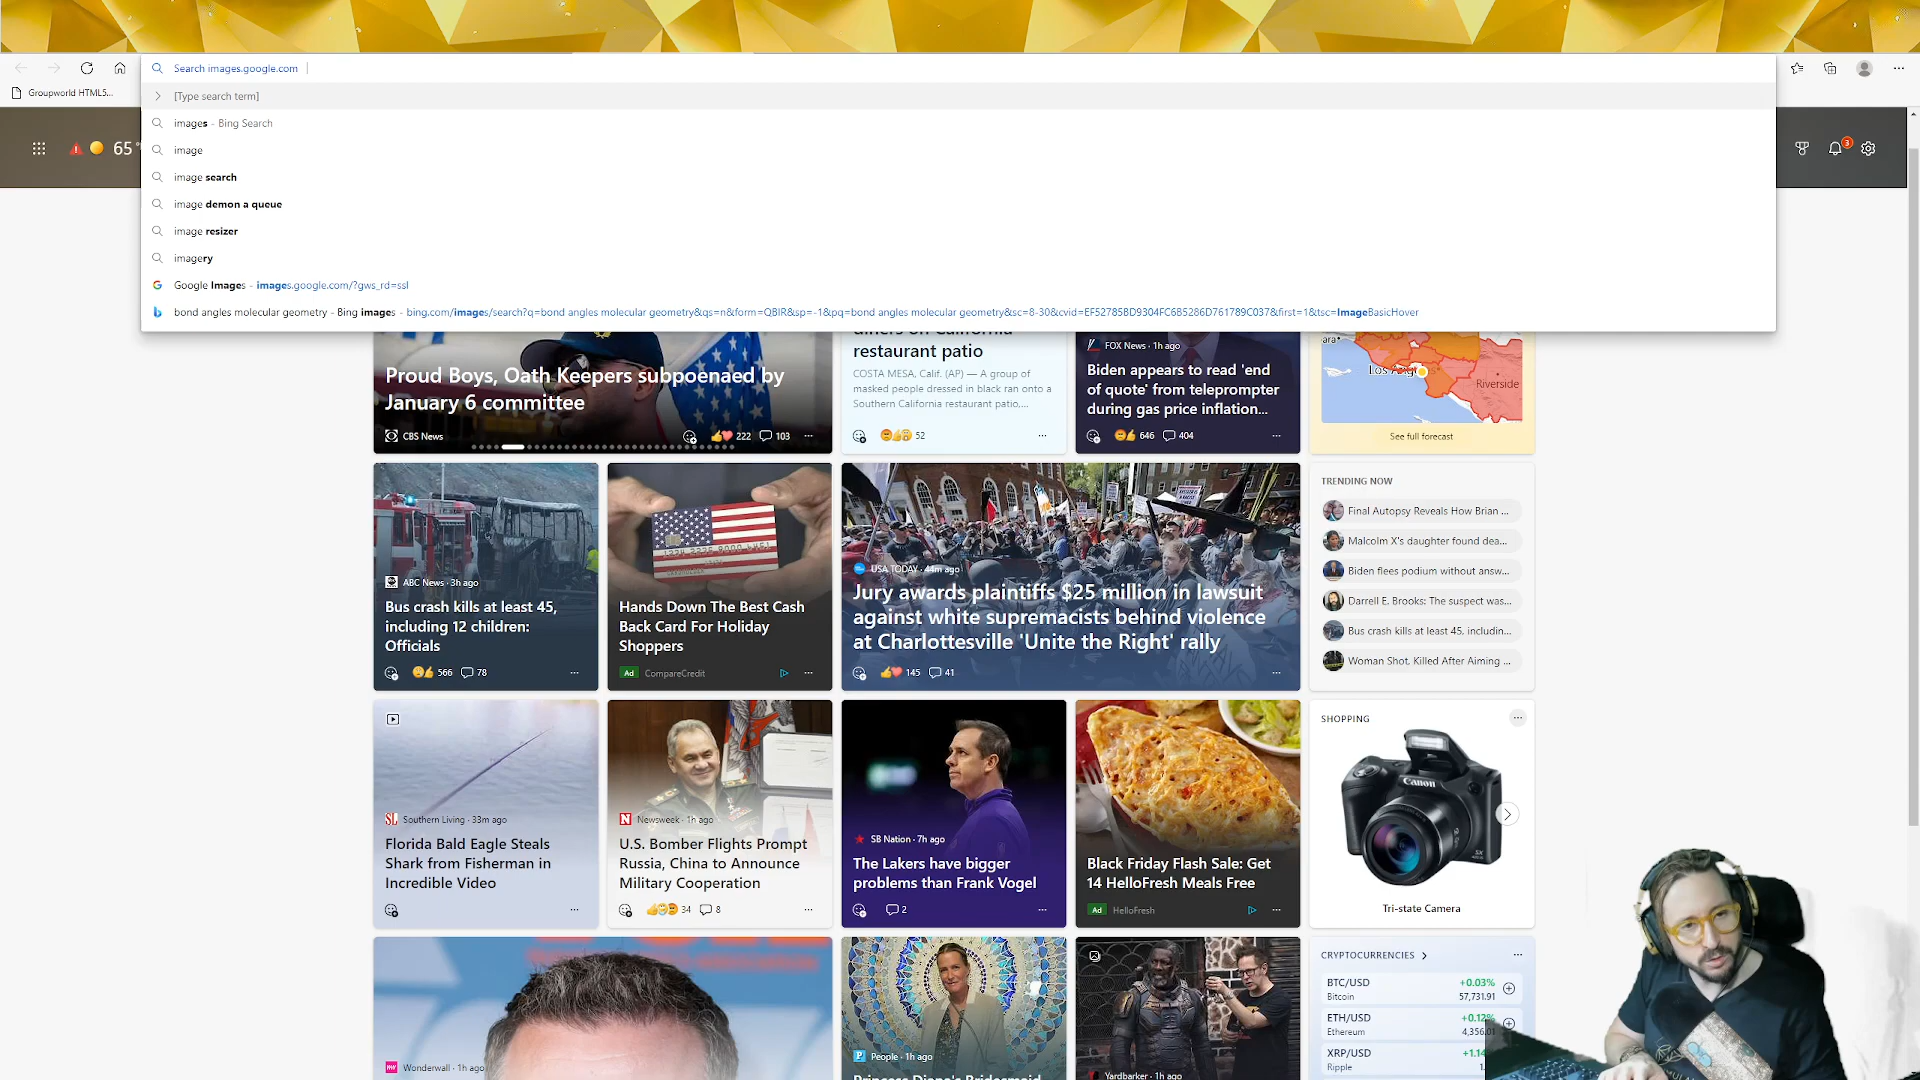 Search images.google.com
Groupworld HTML5...
[Type search term]
images - Bing Search
image
image search
image demon a queue
image resizer
imagery
Google Images - images.google.com/?gws_rd=ssl
bond angles molecular geometry - Bing images - bing.com/images/search?q=bond angles molecular geometry&qs=n&form=QBIR&sp=-1&pq=bond angles molecular geometry&sc=8-30&cvid=EF52785BD9304FC6B5286D761789C037&first=1&tsc=ImageBasicHover
65
3
Proud Boys, Oath Keepers subpoenaed by
January 6 committee
CBS News
222
103
restaurant patio
COSTA MESA, Calif. (AP) — A group of
masked people dressed in black ran onto a
Southern California restaurant patio,...
52
FOX News · 1h ago
Biden appears to read 'end
of quote' from teleprompter
during gas price inflation...
646
404
Riverside
See full forecast
ABC News · 3h ago
Bus crash kills at least 45,
including 12 children:
Officials
566
78
Hands Down The Best Cash
Back Card For Holiday
Shoppers
Ad CompareCredit
USA TODAY · 44m ago
Jury awards plaintiffs $25 million in lawsuit
against white supremacists behind violence
at Charlottesville 'Unite the Right' rally
145
41
TRENDING NOW
Final Autopsy Reveals How Brian ...
Malcolm X's daughter found dea...
Biden flees podium without answ...
Darrell E. Brooks: The suspect was...
Bus crash kills at least 45, includin...
Woman Shot, Killed After Aiming ...
Southern Living · 33m ago
Florida Bald Eagle Steals
Shark from Fisherman in
Incredible Video
Newsweek · 1h ago
U.S. Bomber Flights Prompt
Russia, China to Announce
Military Cooperation
34
8
SB Nation · 7h ago
The Lakers have bigger
problems than Frank Vogel
2
Black Friday Flash Sale: Get
14 HelloFresh Meals Free
Ad HelloFresh
SHOPPING
Canon
Tri-state Camera
Wonderwall · 1h ago
People · 1h ago
Princess Diana's Bridesmaid
Yardbarker · 1h ago
CRYPTOCURRENCIES
BTC/USD +0.03%
Bitcoin 57,731.91
ETH/USD +0.12%
Ethereum
XRP/USD
Ripple